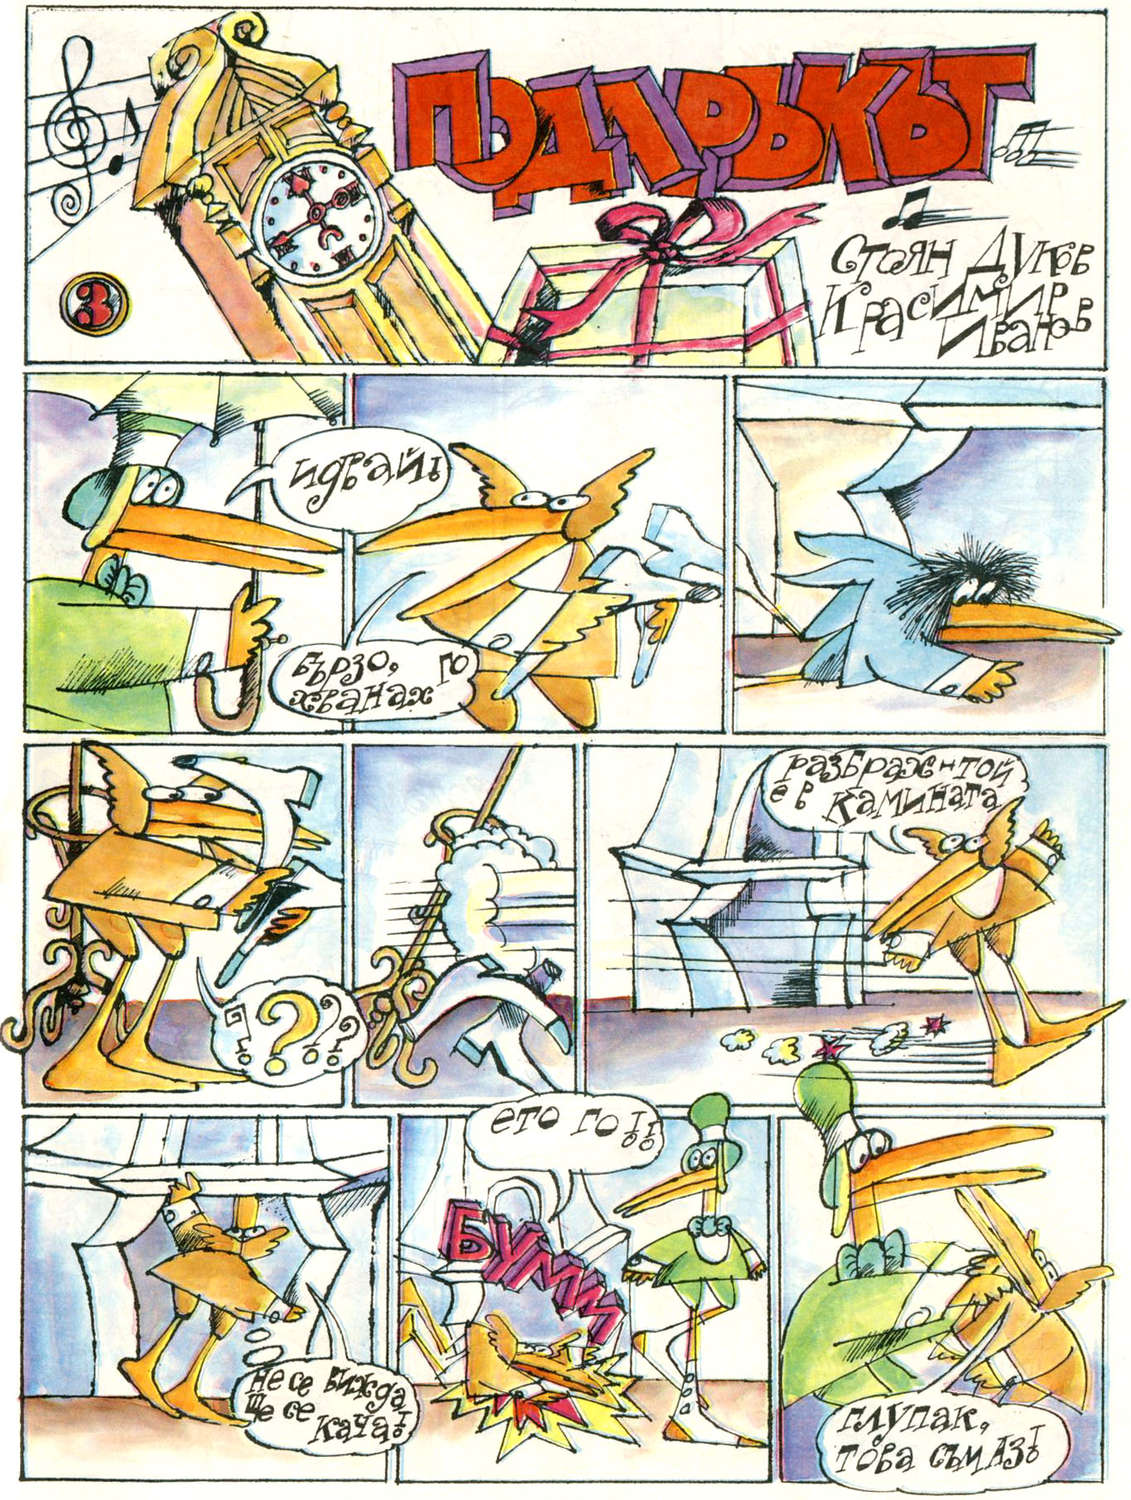 ПОДАРЪКЪТ
СТОЯН ДУКОВ
КРАСИМИР
ИВАНОВ
3
ИДВАЙ!
БЪРЗО,
ХВАНАХ ГО
?!?!?!
РАЗБРАХ-ТОЙ
Е В КАМИНАТА
НЕ СЕ ВИЖДА
ЩЕ СЕ
КАЧА!
ЕТО ГО!!
БУММ
ГЛУПАК,
ТОВА СЪМ АЗ!